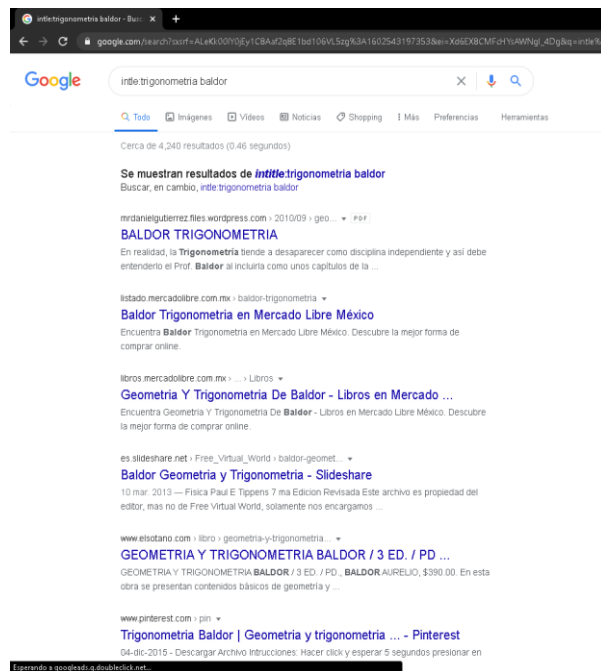 intle:trigonometria baldor - Busc
google.com/search?sxsrf=ALeKk00lY0jEy1C8Aaf2q8E1bd106VL5zg%3A1602543197353&ei=Xd6EX8CMFcHYsAWNgI_4Dg&q=intle%
Google
intle:trigonometria baldor
Todo Imágenes Vídeos Noticias Shopping Más Preferencias Herramientas
Cerca de 4,240 resultados (0.46 segundos)
Se muestran resultados de intitle:trigonometria baldor
Buscar, en cambio, intle:trigonometria baldor
mrdanielgutierrez.files.wordpress.com › 2010/09 › geo... PDF
BALDOR TRIGONOMETRIA
En realidad, la Trigonometría tiende a desaparecer como disciplina independiente y así debe
entenderlo el Prof. Baldor al incluirla como unos capítulos de la ...
listado.mercadolibre.com.mx › baldor-trigonometria
Baldor Trigonometria en Mercado Libre México
Encuentra Baldor Trigonometria en Mercado Libre México. Descubre la mejor forma de
comprar online.
libros.mercadolibre.com.mx › ... › Libros
Geometria Y Trigonometria De Baldor - Libros en Mercado ...
Encuentra Geometria Y Trigonometria De Baldor - Libros en Mercado Libre México. Descubre
la mejor forma de comprar online.
es.slideshare.net › Free_Virtual_World › baldor-geomet...
Baldor Geometria y Trigonometria - Slideshare
10 mar. 2013 — Fisica Paul E Tippens 7 ma Edicion Revisada Este archivo es propiedad del
editor, mas no de Free Virtual World, solamente nos encargamos ...
www.elsotano.com › libro › geometria-y-trigonometria...
GEOMETRIA Y TRIGONOMETRIA BALDOR / 3 ED. / PD ...
GEOMETRIA Y TRIGONOMETRIA BALDOR / 3 ED. / PD., BALDOR AURELIO, $390.00. En esta
obra se presentan contenidos básicos de geometría y ...
www.pinterest.com › pin
Trigonometria Baldor | Geometria y trigonometria ... - Pinterest
04-dic-2015 - Descargar Archivo Intrucciones: Hacer click y esperar 5 segundos presionar en
Esperando a googleads.g.doubleclick.net...